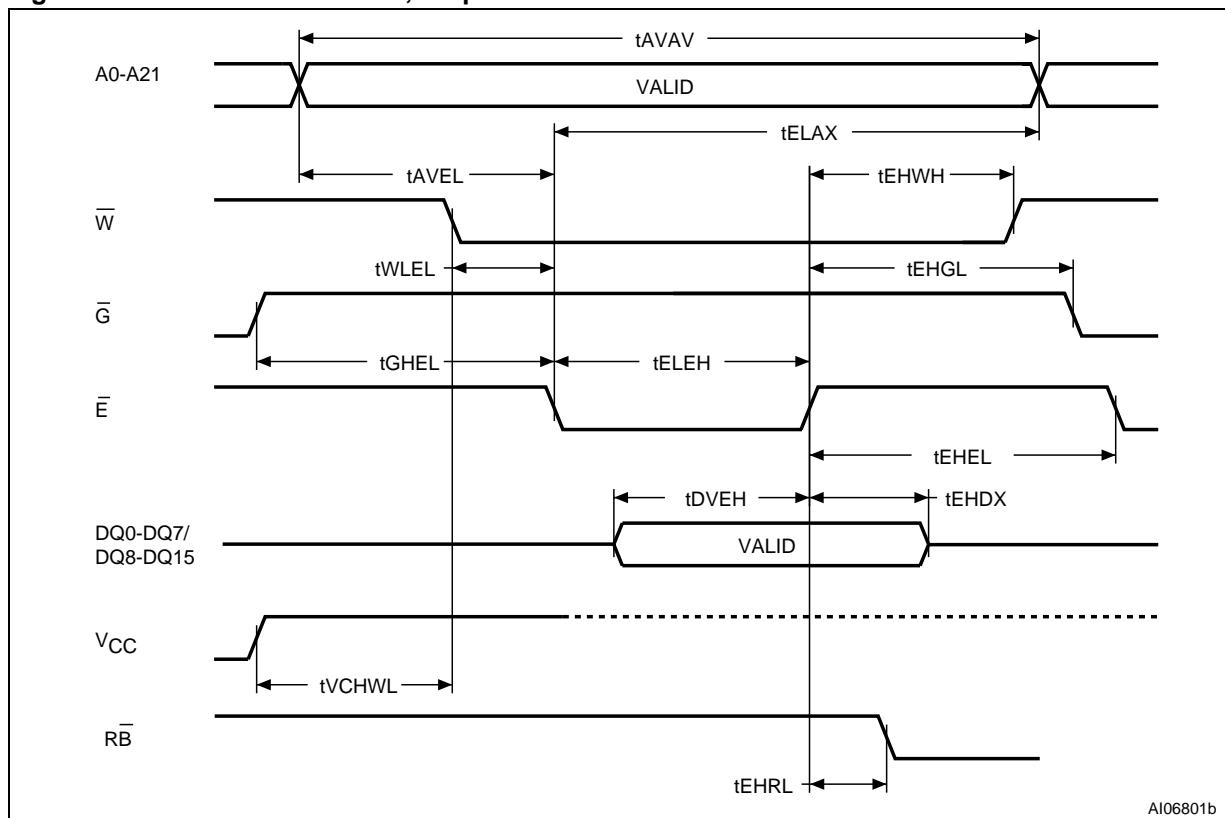 tAVAV
A0-A21
VALID
tELAX
tAVEL
tEHWH
W̅
tWLEL
tEHGL
G̅
tGHEL
tELEH
E̅
tEHEL
tDVEH
tEHDX
DQ0-DQ7/
DQ8-DQ15
VALID
VCC
tVCHWL
RB̅
tEHRL
AI06801b